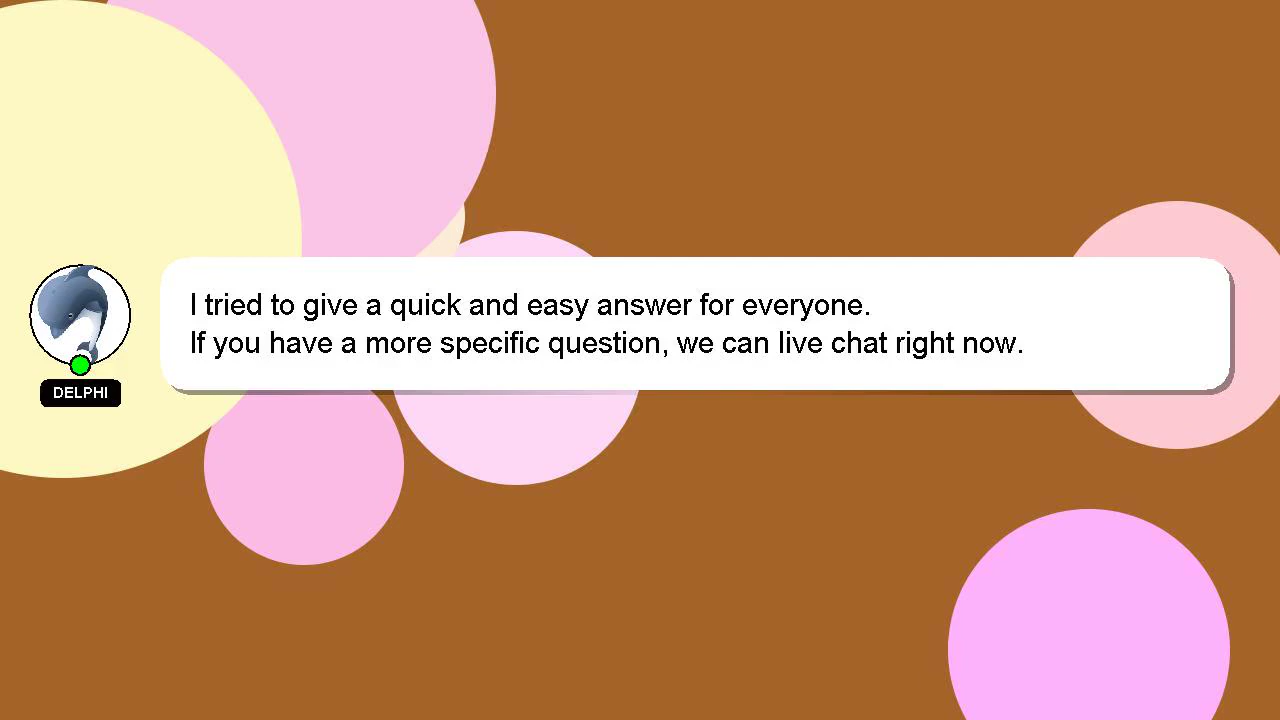 I tried to give a quick and easy answer for everyone.
If you have a more specific question, we can live chat right now.
DELPHI